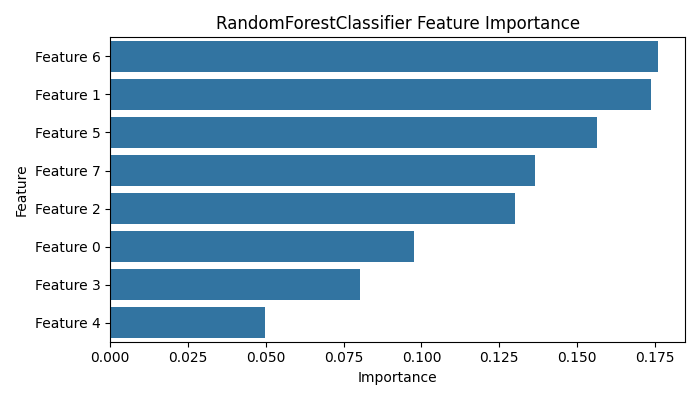 RandomForestClassifier Feature Importance
Feature 6
Feature 1
Feature 5
Feature 7
Feature 2
Feature 0
Feature 3
Feature 4
Feature
0.000 0.025 0.050 0.075 0.100 0.125 0.150 0.175
Importance